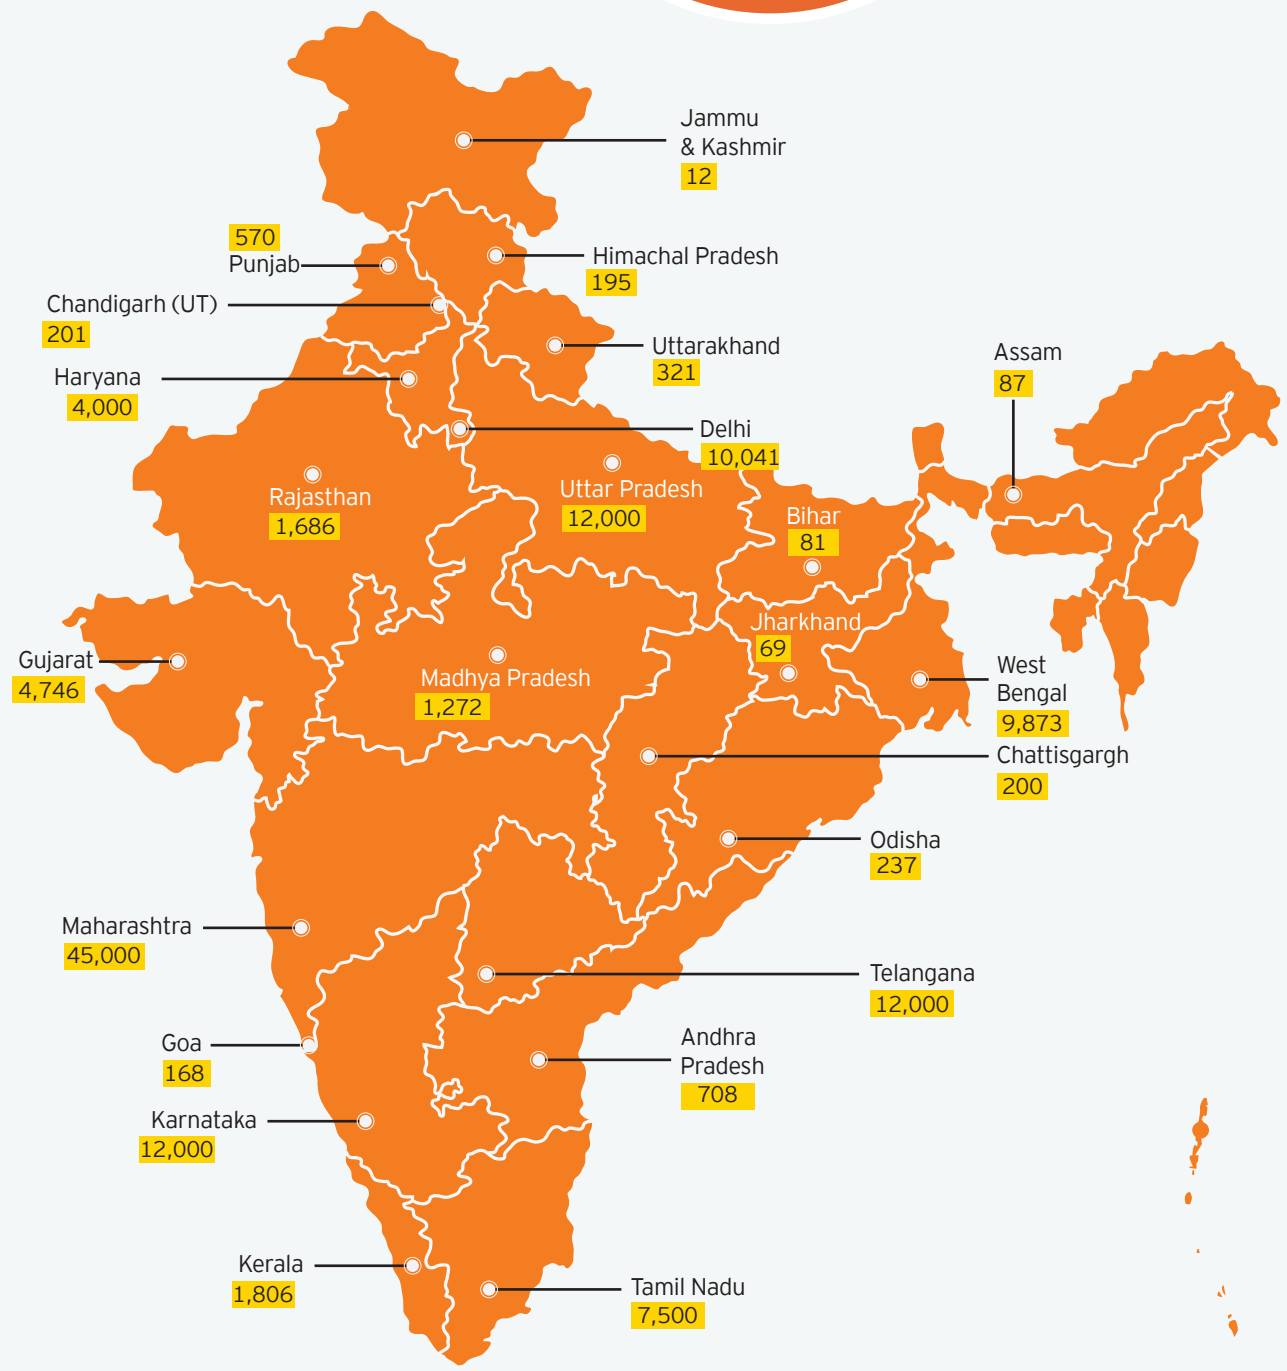 Jammu
& Kashmir
12
570
Punjab
Himachal Pradesh
195
Chandigarh (UT)
201
Uttarakhand
321
Assam
87
Haryana
4,000
Delhi
10,041
Rajasthan
1,686
Uttar Pradesh
12,000
Bihar
81
Jharkhand
69
Gujarat
4,746
Madhya Pradesh
1,272
West
Bengal
9,873
Chattisgargh
200
Odisha
237
Maharashtra
45,000
Telangana
12,000
Goa
168
Andhra
Pradesh
708
Karnataka
12,000
Kerala
1,806
Tamil Nadu
7,500